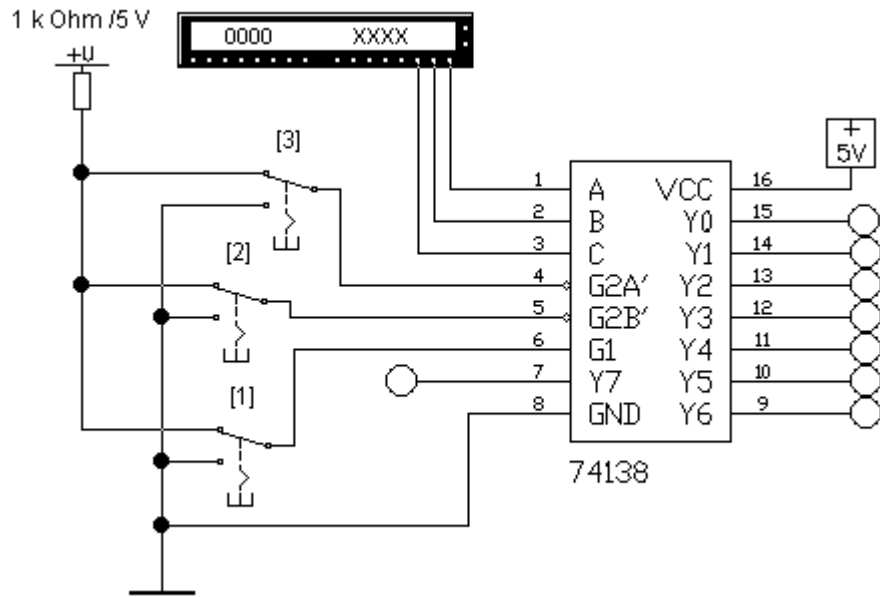 1 k Ohm /5 V
+U
0000 XXXX
[3]
+
5V
1 A VCC 16
2 B Y0 15
3 C Y1 14
4 G2A' Y2 13
[2]
5 G2B' Y3 12
6 G1 Y4 11
7 Y7 Y5 10
[1]
8 GND Y6 9
74138